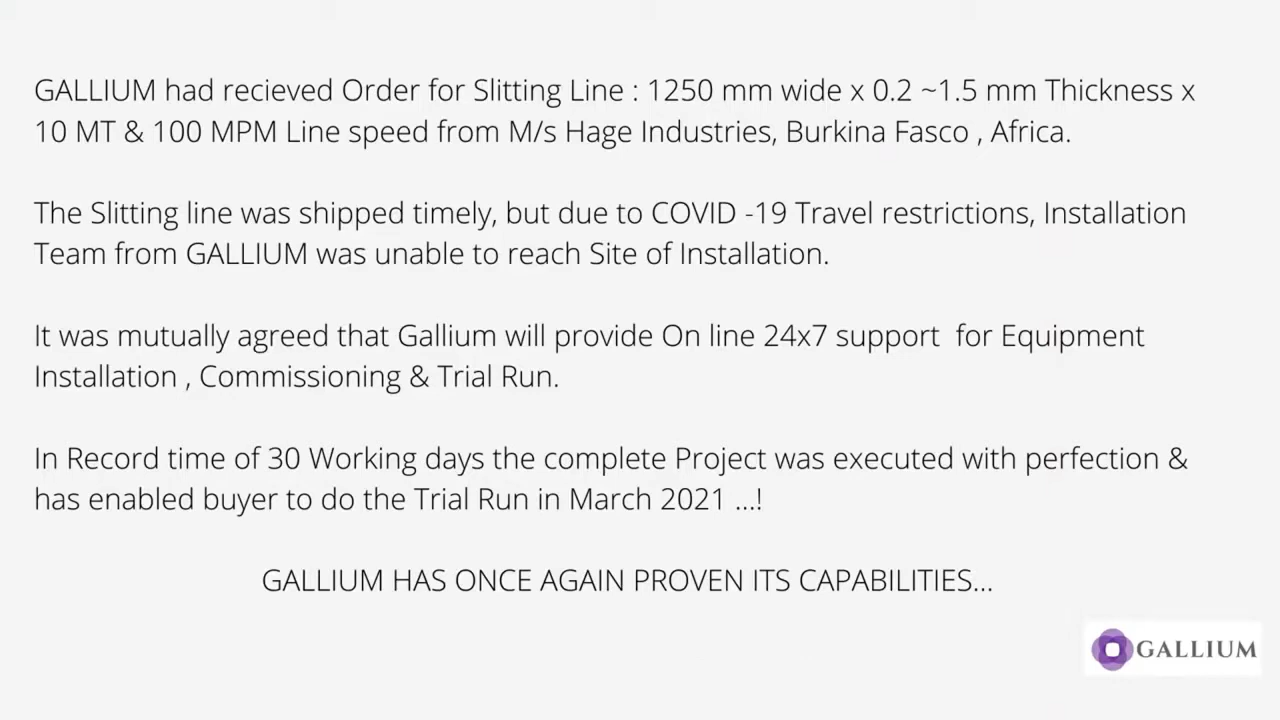 GALLIUM had recieved Order for Slitting Line : 1250 mm wide x 0.2 ~1.5 mm Thickness x
10 MT & 100 MPM Line speed from M/s Hage Industries, Burkina Fasco , Africa.
The Slitting line was shipped timely, but due to COVID -19 Travel restrictions, Installation
Team from GALLIUM was unable to reach Site of Installation.
It was mutually agreed that Gallium will provide On line 24x7 support  for Equipment
Installation , Commissioning & Trial Run.
In Record time of 30 Working days the complete Project was executed with perfection &
has enabled buyer to do the Trial Run in March 2021 ...!
GALLIUM HAS ONCE AGAIN PROVEN ITS CAPABILITIES...
GALLIUM